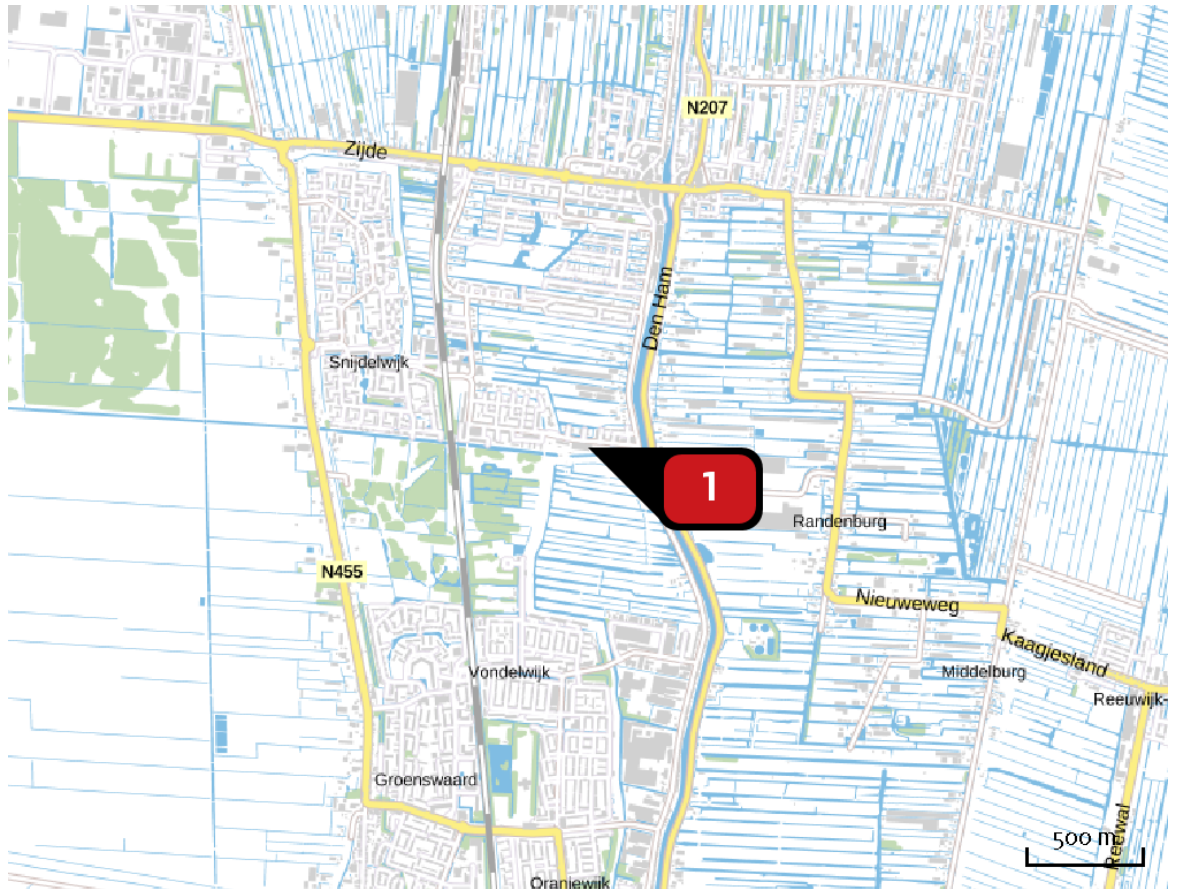 N207
Zijde
Den Ham
Snijdelwijk
1
Randenburg
N455
Nieuweweg
Kaagjesland
Vondelwijk
Middelburg
Reeuwijk-
Groenswaard
500 m
Reewal
Oranjewijk